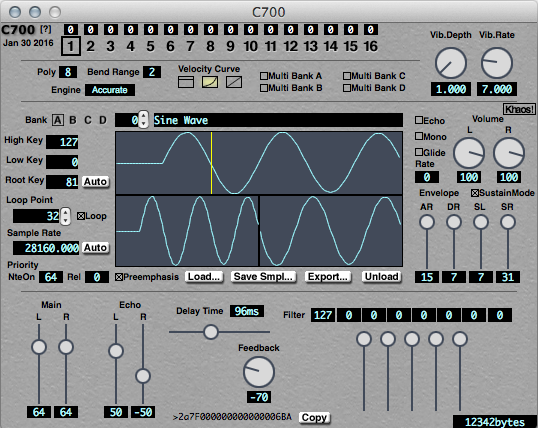 C700
C700 [?] 0 0 0 0 0 0 0 0 0 0 0 0 0 0 0 0
Jan 30 2016 1 2 3 4 5 6 7 8 9 10 11 12 13 14 15 16
Vib.Depth Vib.Rate
1.000 7.000
Poly 8 Bend Range 2 Velocity Curve
Engine Accurate
Multi Bank A Multi Bank C
Multi Bank B Multi Bank D
Khaos!
Bank A B C D 0 Sine Wave
High Key 127
Low Key 0
Root Key 81 Auto
Loop Point
32 Loop
Sample Rate
28160.000 Auto
Priority
NteOn 64 Rel 0
Preemphasis Load... Save Smpl... Export... Unload
Echo Volume
Mono L R
Glide
Rate
0 100 100
Envelope SustainMode
AR DR SL SR
15 7 7 31
Main Echo
L R L R
64 64 50 -50
Delay Time 96ms
Feedback
-70
Filter 127 0 0 0 0 0 0 0
>2a7F000000000000006BA Copy
12342bytes